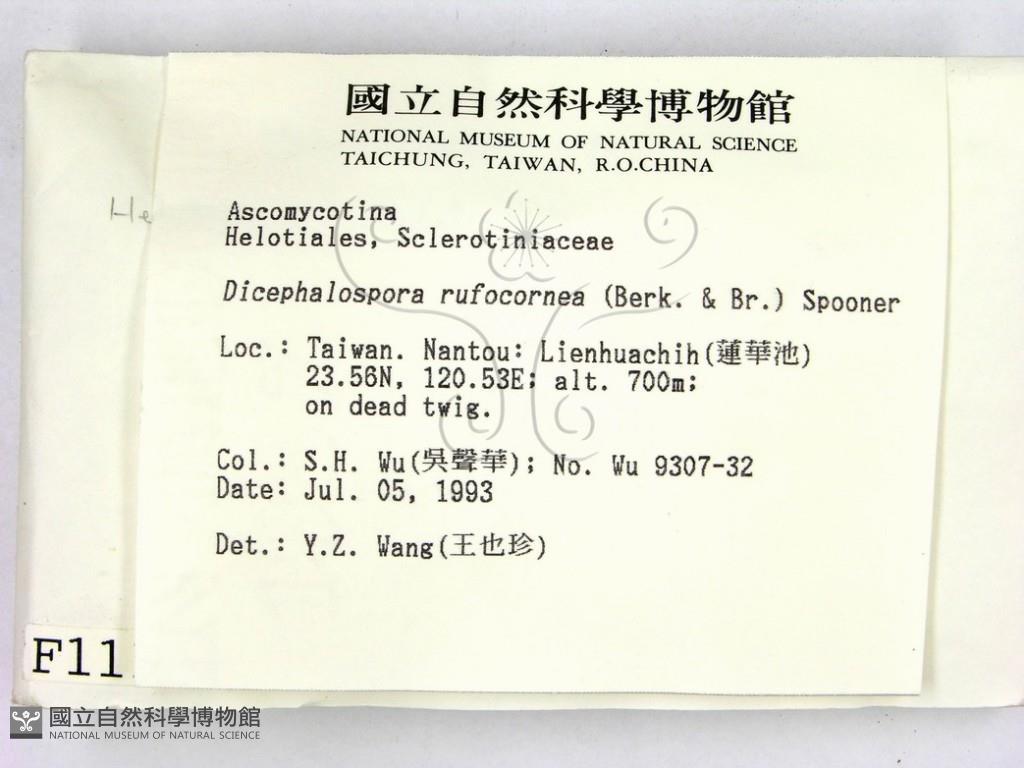 國立自然科學博物館
NATIONAL MUSEUM OF NATURAL SCIENCE
TAICHUNG, TAIWAN, R.O.CHINA
He
Ascomycotina
Helotiales, Sclerotiniaceae
Dicephalospora rufocornea (Berk. & Br.) Spooner
Loc.: Taiwan. Nantou: Lienhuachih(蓮華池)
23.56N, 120.53E; alt. 700m;
on dead twig.
Col.: S.H. Wu(吳聲華); No. Wu 9307-32
Date: Jul. 05, 1993
Det.: Y.Z. Wang(王也珍)
F11
國立自然科學博物館
NATIONAL MUSEUM OF NATURAL SCIENCE